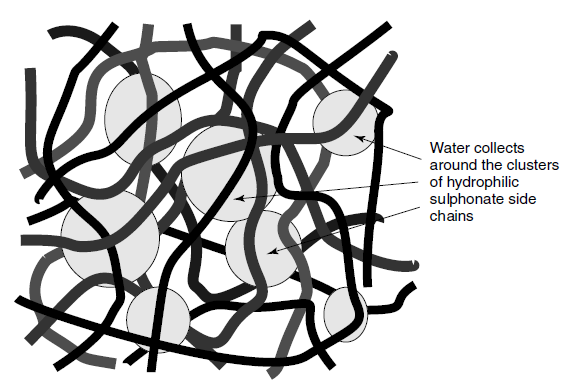 Water collects
around the clusters
of hydrophilic
sulphonate side
chains